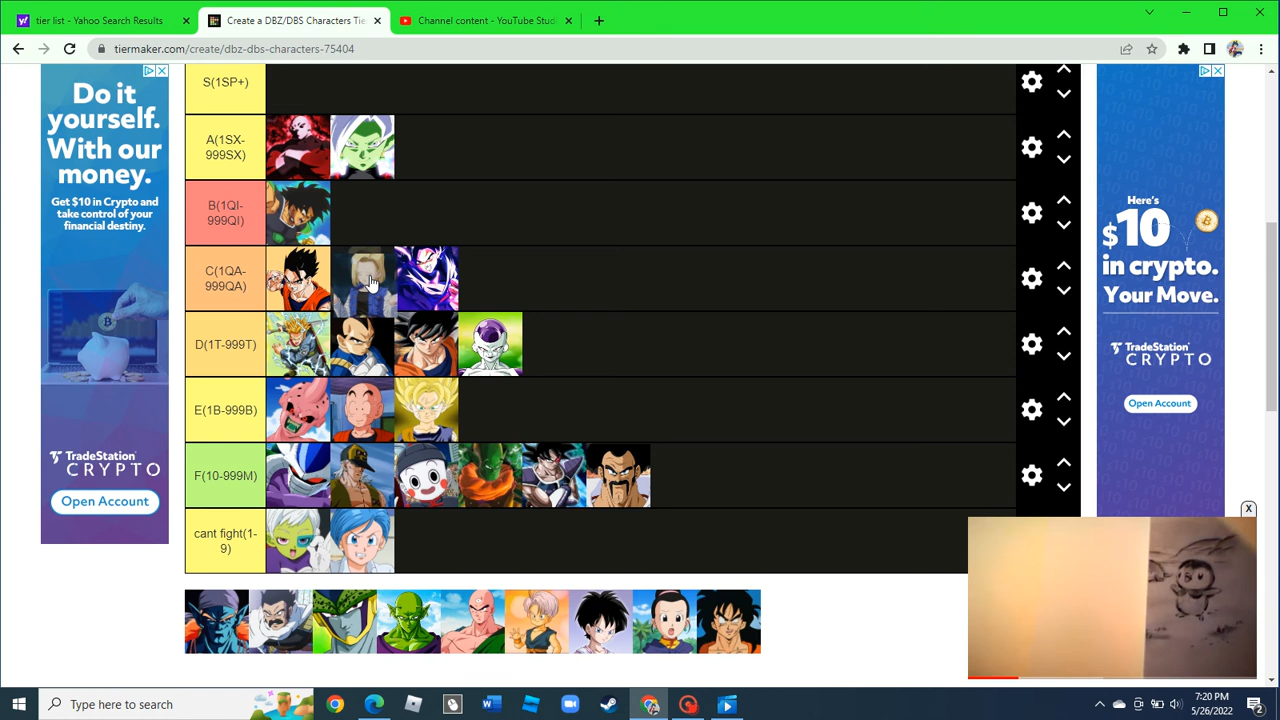 tier list - Yahoo Search Results
Create a DBZ/DBS Characters Tie
Channel content - YouTube Stud
tiermaker.com/create/dbz-dbs-characters-75404
Do it
yourself.
With our
money.
Get $10 in Crypto and
take control of your
financial destiny.
TradeStation
CRYPTO
Open Account
S(1SP+)
A(1SX-
999SX)
B(1QI-
999QI)
C(1QA-
999QA)
D(1T-999T)
E(1B-999B)
F(10-999M)
cant fight(1-
9)
Here's
$10
in crypto.
Your Move.
TradeStation
CRYPTO
Open Account
X
Type here to search
7:20 PM
5/26/2022
2